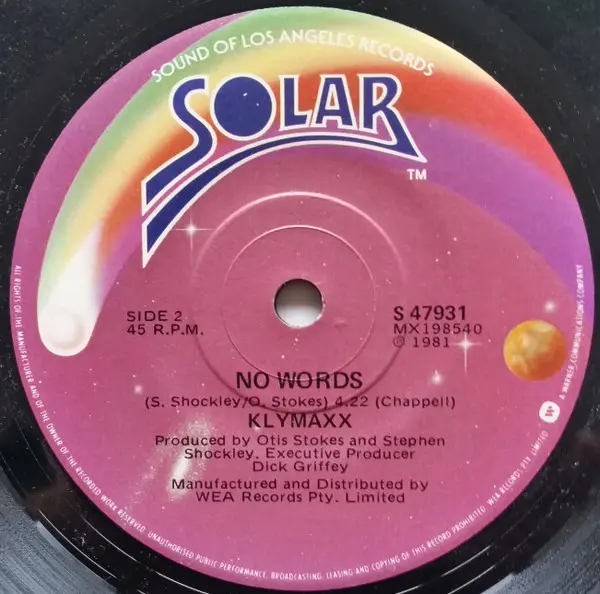 SOUND OF LOS ANGELES RECORDS
SOLAR
TM
SIDE 2
45 R.P.M.
S 47931
MX198540
℗ 1981
NO WORDS
(S. Shockley/O. Stokes) 4.22 (Chappell)
KLYMAXX
Produced by Otis Stokes and Stephen
Shockley. Executive Producer
Dick Griffey
Manufactured and Distributed by
WEA Records Pty. Limited
ALL RIGHTS OF THE MANUFACTURER AND OF THE OWNER OF THE RECORDED WORK RESERVED. UNAUTHORISED PUBLIC PERFORMANCE, BROADCASTING, LEASING AND COPYING OF THIS RECORD PROHIBITED. WEA RECORDS PTY. LIMITED
A WARNER COMMUNICATIONS COMPANY